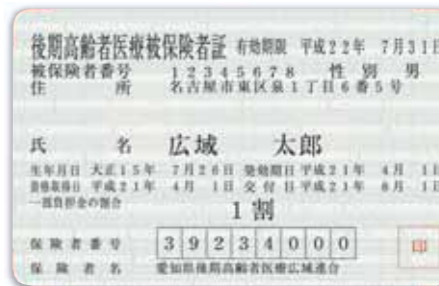 後期高齢者医療被保険者証 有効期限 平成22年 7月31日
被保険者番号 12345678 性別 男
住所 名古屋市東区泉1丁目6番5号
氏名 広域 太郎
生年月日 大正15年 7月26日 発効期日 平成21年 4月 1日
資格取得日 平成21年 4月 1日 交付日 平成21年 8月 1日
一部負担金の割合 1割
保険者番号 39234000 印
保険者名 愛知県後期高齢者医療広域連合